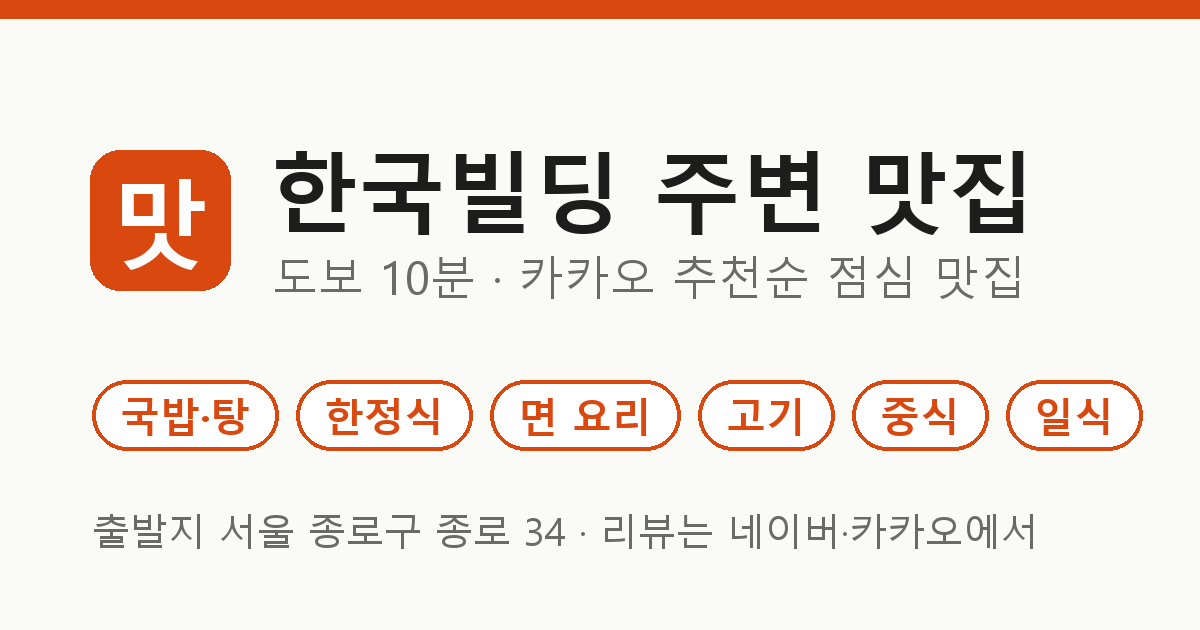 맛
한국빌딩 주변 맛집
도보 10분 · 카카오 추천순 점심 맛집
국밥·탕 한정식 면 요리 고기 중식 일식
출발지 서울 종로구 종로 34 · 리뷰는 네이버·카카오에서